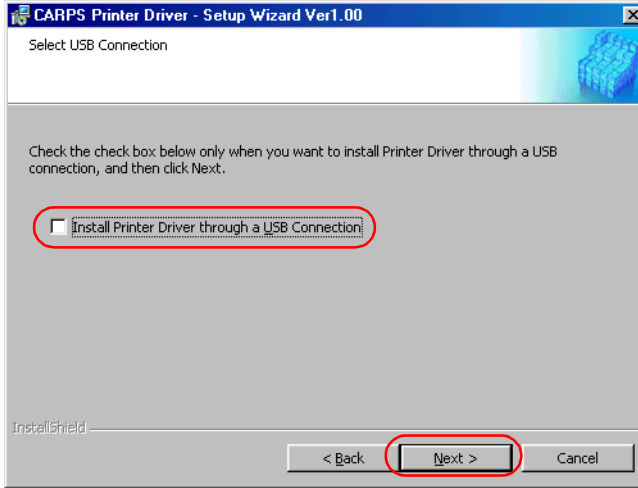 CARPS Printer Driver - Setup Wizard Ver1.00
Select USB Connection
Check the check box below only when you want to install Printer Driver through a USB
connection, and then click Next.
Install Printer Driver through a USB Connection
InstallShield
< Back Next > Cancel